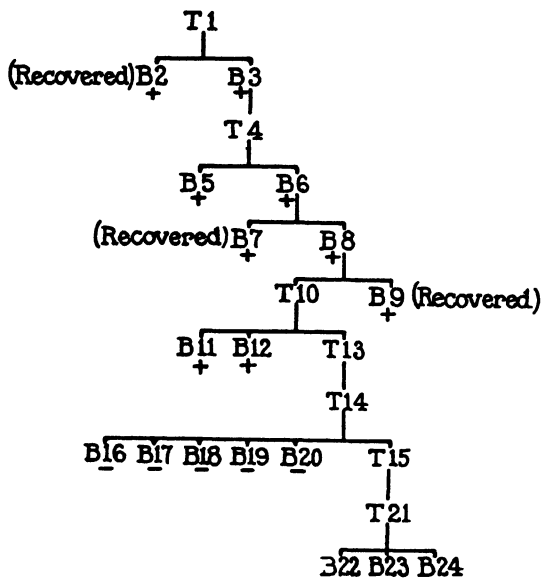 T1
(Recovered) B2 B3
+ +
T4
B5 B6
+ +
(Recovered) B7 B8
+ +
T10 B9 (Recovered)
+
B11 B12 T13
+ +
T14
B16 B17 B18 B19 B20 T15
- - - - -
T21
B22 B23 B24